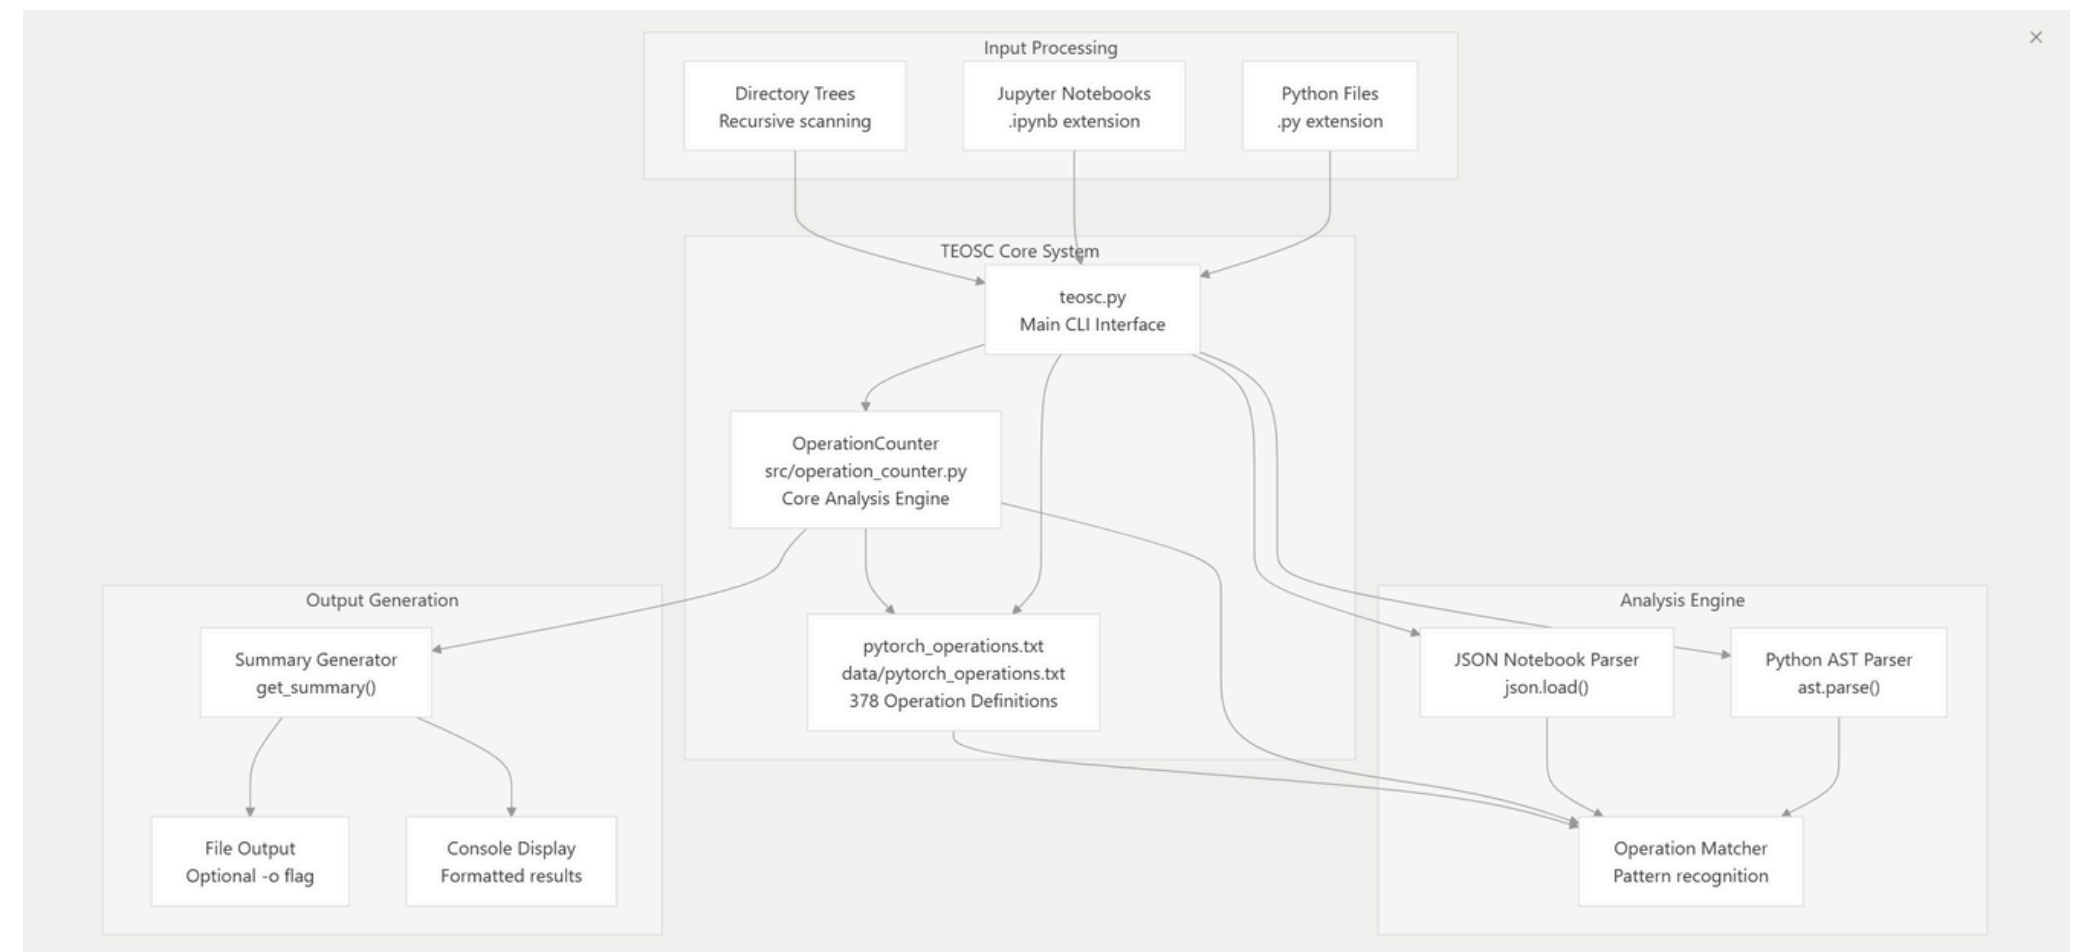 Input Processing
Directory Trees
Recursive scanning
Jupyter Notebooks
.ipynb extension
Python Files
.py extension
TEOSC Core System
teosc.py
Main CLI Interface
OperationCounter
src/operation_counter.py
Core Analysis Engine
pytorch_operations.txt
data/pytorch_operations.txt
378 Operation Definitions
Output Generation
Summary Generator
get_summary()
File Output
Optional -o flag
Console Display
Formatted results
Analysis Engine
JSON Notebook Parser
json.load()
Python AST Parser
ast.parse()
Operation Matcher
Pattern recognition